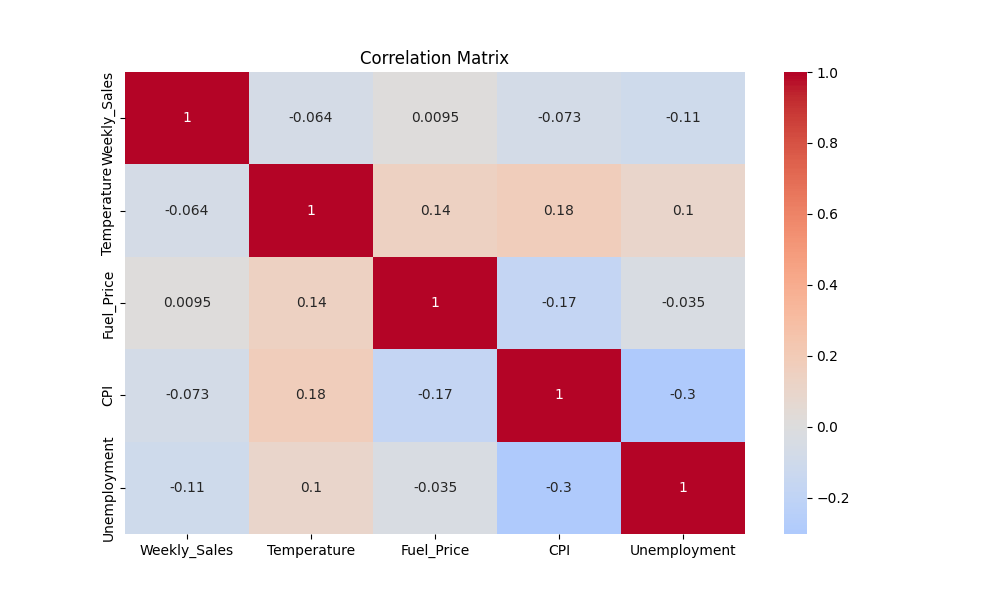 Correlation Matrix
Weekly_Sales 1 -0.064 0.0095 -0.073 -0.11
Temperature -0.064 1 0.14 0.18 0.1
Fuel_Price 0.0095 0.14 1 -0.17 -0.035
CPI -0.073 0.18 -0.17 1 -0.3
Unemployment -0.11 0.1 -0.035 -0.3 1
Weekly_Sales Temperature Fuel_Price CPI Unemployment
1.0
0.8
0.6
0.4
0.2
0.0
−0.2